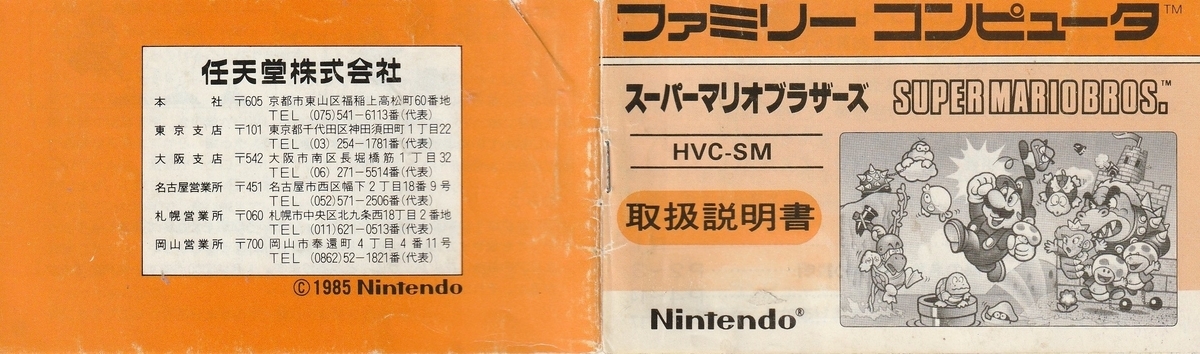 任天堂株式会社
本社 〒605 京都市東山区福稲上高松町60番地
TEL (075)541-6113番(代表)
東京支店 〒101 東京都千代田区神田須田町1丁目22
TEL (03) 254-1781番(代表)
大阪支店 〒542 大阪市南区長堀橋筋1丁目32
TEL (06) 271-5514番(代表)
名古屋営業所 〒451 名古屋市西区幅下2丁目18番9号
TEL (052)571-2506番(代表)
札幌営業所 〒060 札幌市中央区北九条西18丁目2番地
TEL (011)621-0513番(代表)
岡山営業所 〒700 岡山市奉還町4丁目4番11号
TEL (0862)52-1821番(代表)
©1985 Nintendo
ファミリー コンピュータ™
スーパーマリオブラザーズ SUPER MARIO BROS.™
HVC-SM
取扱説明書
Nintendo®